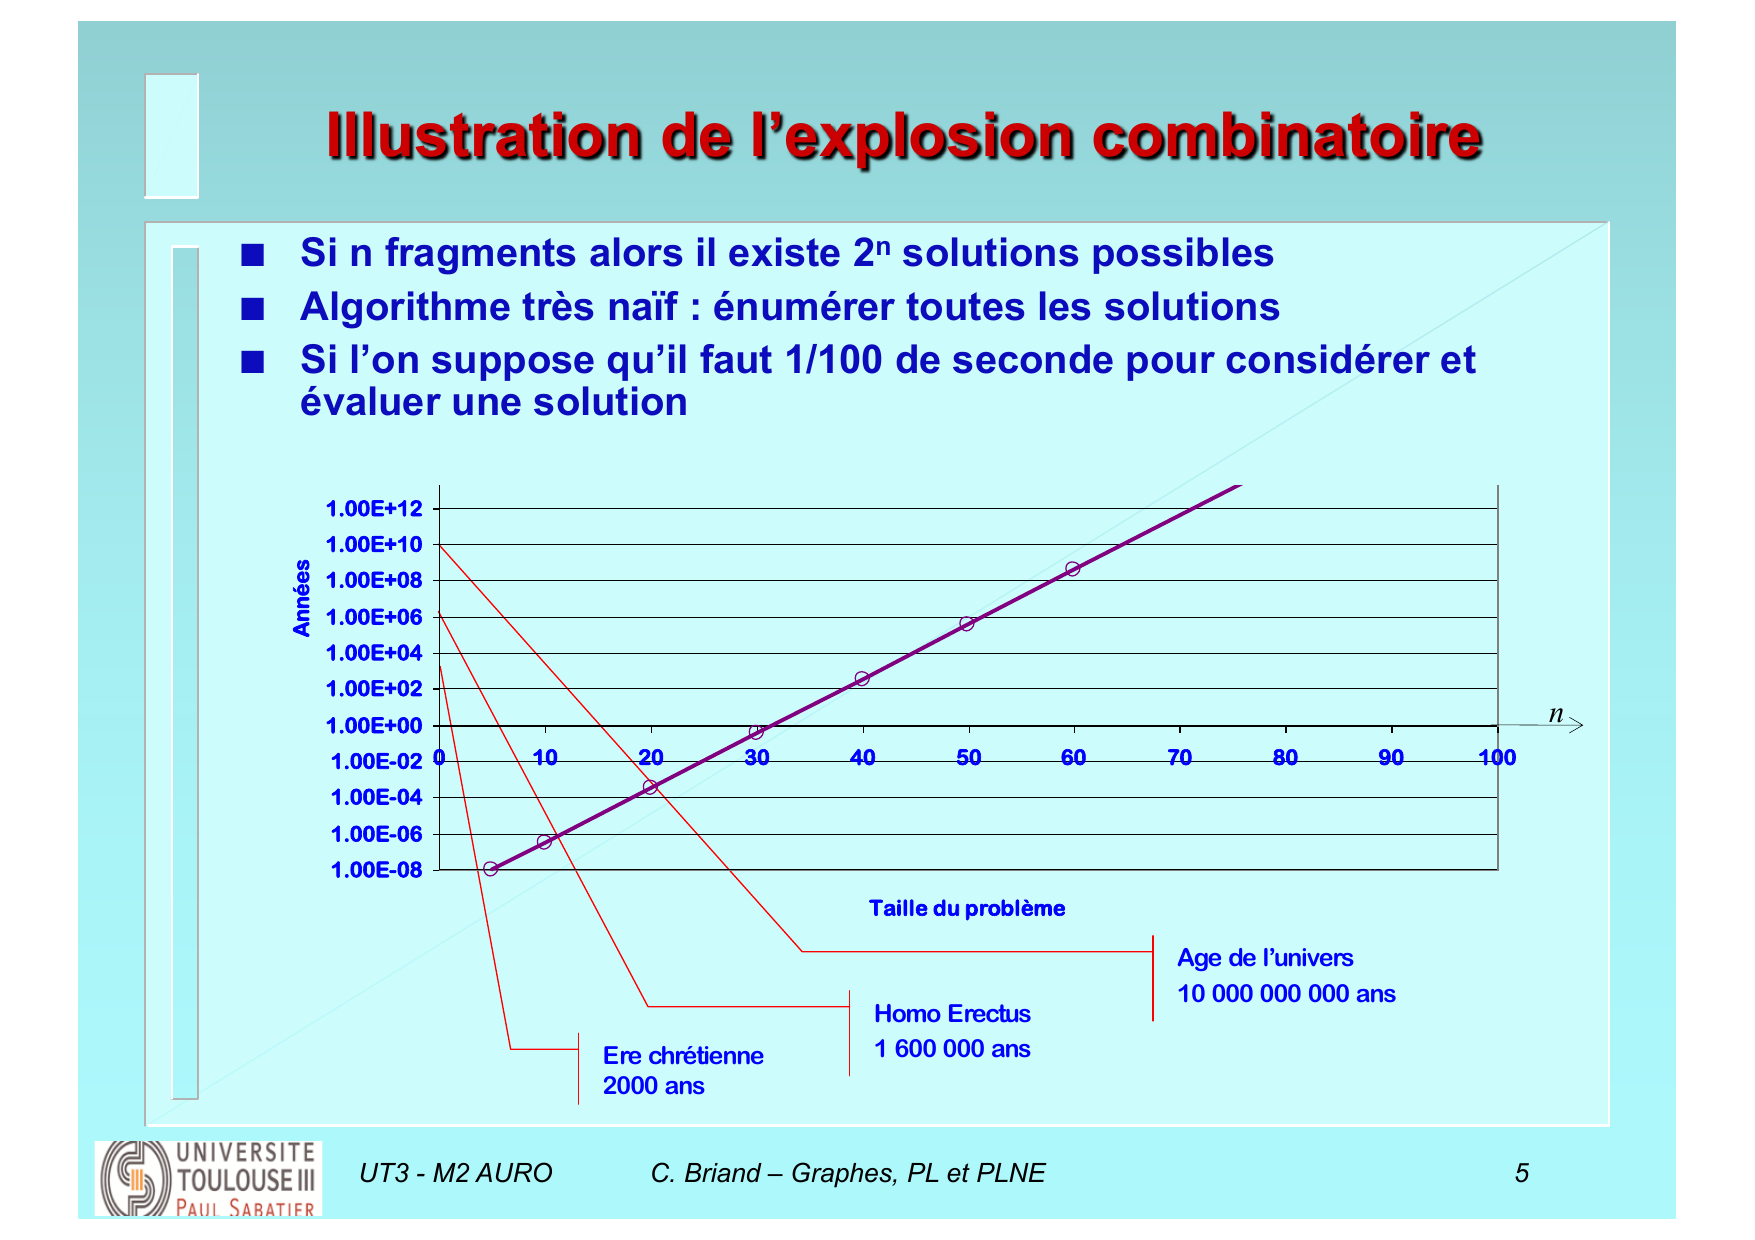 Illustration de l’explosion combinatoire
Si n fragments alors il existe 2ⁿ solutions possibles
Algorithme très naïf : énumérer toutes les solutions
Si l’on suppose qu’il faut 1/100 de seconde pour considérer et
évaluer une solution
Années
1.00E+12
1.00E+10
1.00E+08
1.00E+06
1.00E+04
1.00E+02
1.00E+00
1.00E-02
1.00E-04
1.00E-06
1.00E-08
0 10 20 30 40 50 60 70 80 90 100
n
Taille du problème
Age de l’univers
10 000 000 000 ans
Homo Erectus
1 600 000 ans
Ere chrétienne
2000 ans
UNIVERSITE
TOULOUSE III
PAUL SABATIER
UT3 - M2 AURO C. Briand – Graphes, PL et PLNE 5